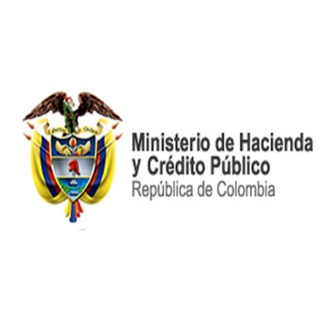 Ministerio de Hacienda
y Crédito Público
República de Colombia